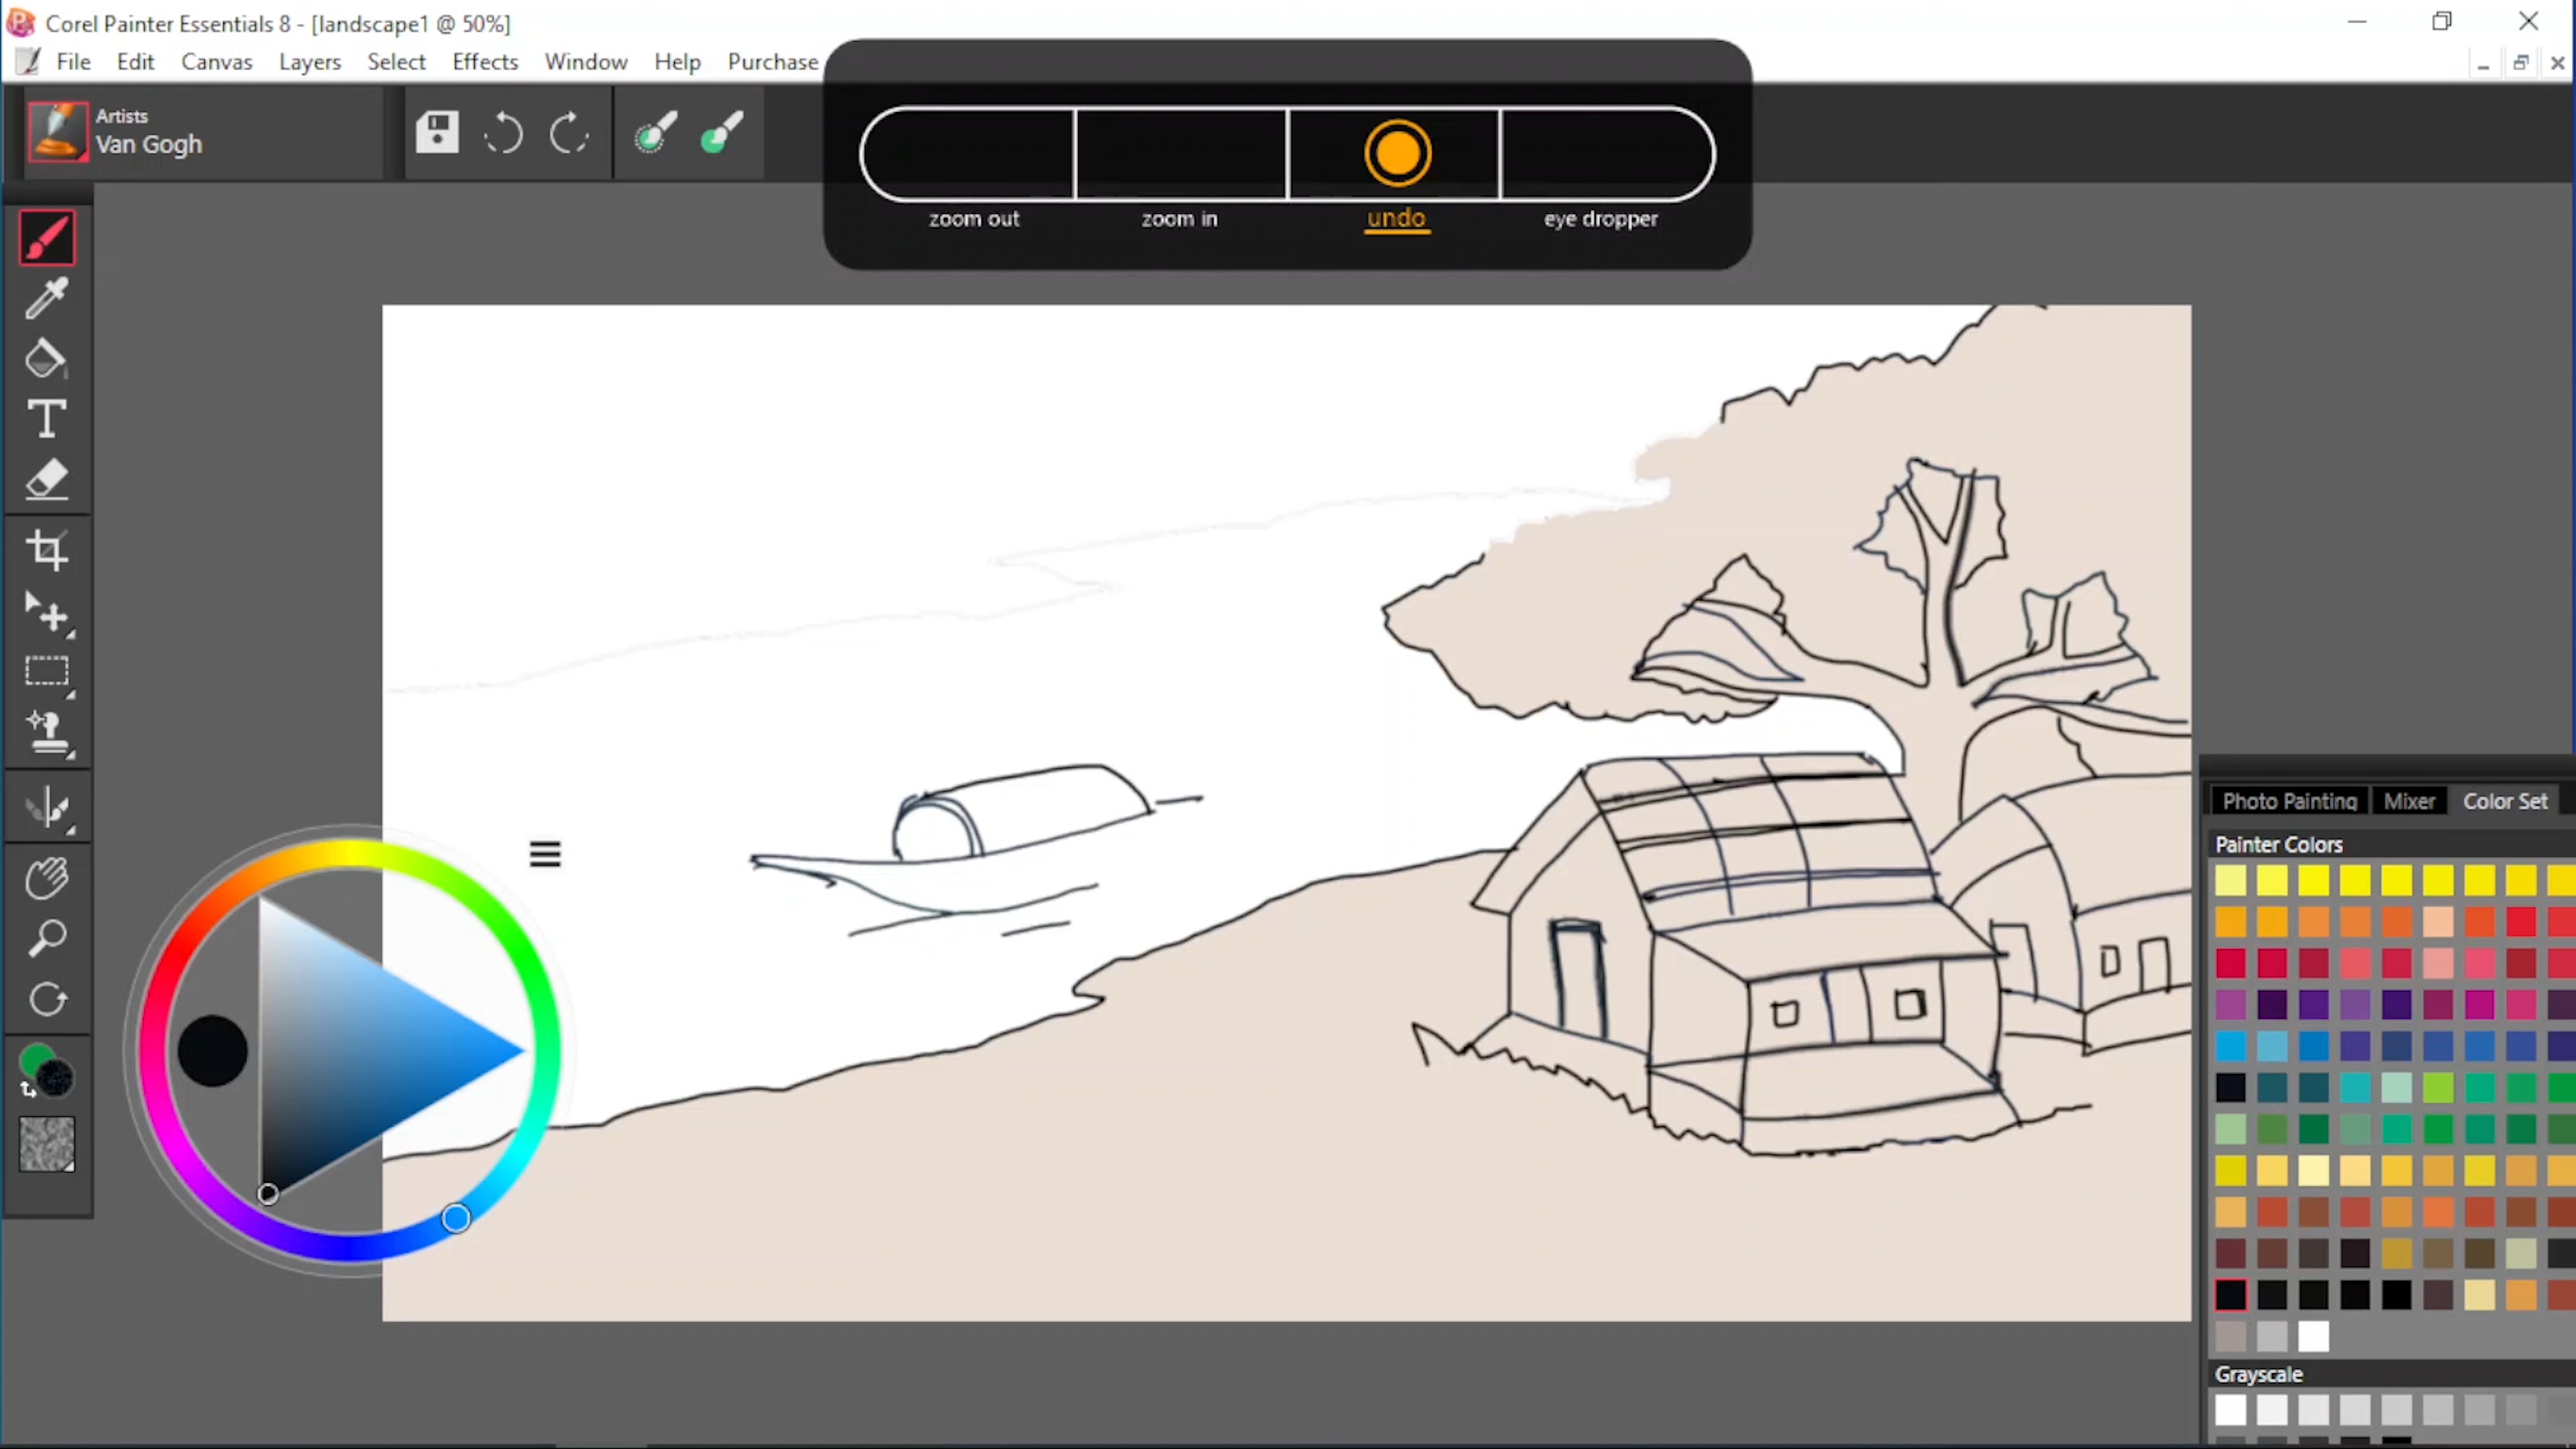 Corel Painter Essentials 8 - [landscape1 @ 50%]
File Edit Canvas Layers Select Effects Window Help Purchase
Artists
Van Gogh
zoom out zoom in undo eye dropper
Photo Painting Mixer Color Set
Painter Colors
Grayscale